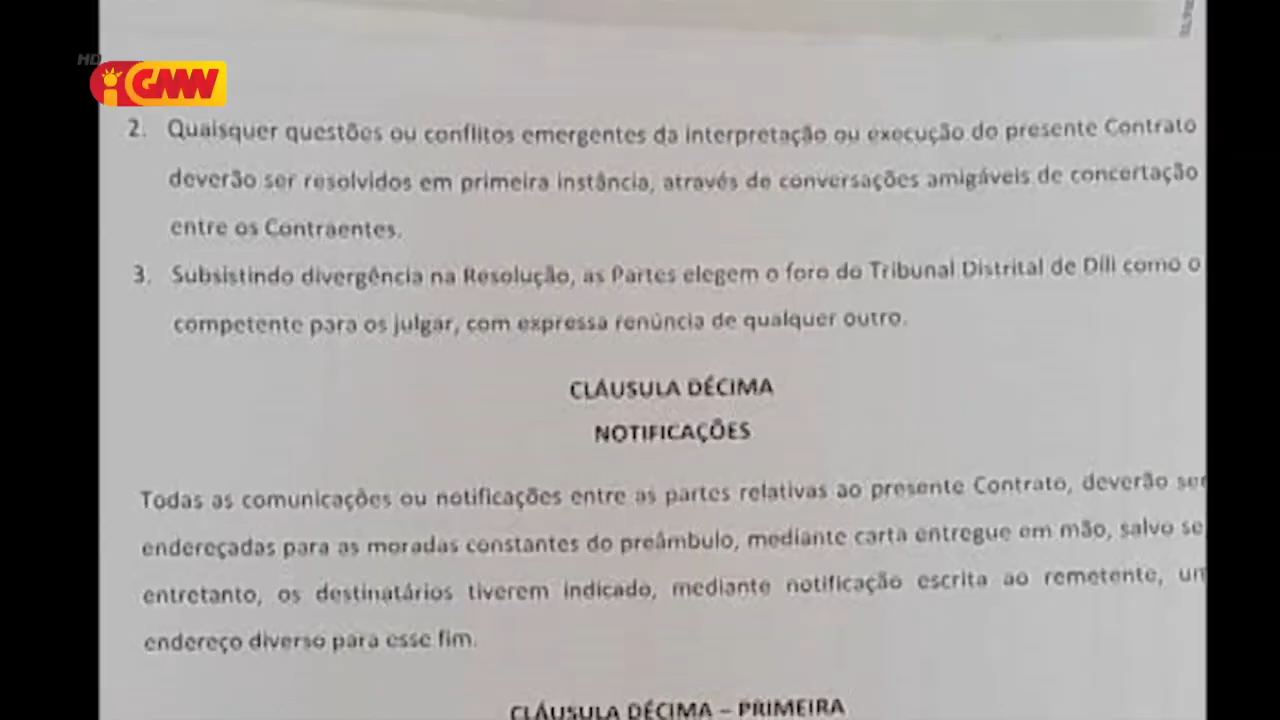 HD
GMW
2. Quaisquer questões ou conflitos emergentes da interpretação ou execução do presente Contrato
deverão ser resolvidos em primeira instância, através de conversações amigáveis de concertação
entre os Contraentes.
3. Subsistindo divergência na Resolução, as Partes elegem o foro do Tribunal Distrital de Díli como o
competente para os julgar, com expressa renúncia de qualquer outro.
CLÁUSULA DÉCIMA
NOTIFICAÇÕES
Todas as comunicações ou notificações entre as partes relativas ao presente Contrato, deverão ser
endereçadas para as moradas constantes do preâmbulo, mediante carta entregue em mão, salvo se,
entretanto, os destinatários tiverem indicado, mediante notificação escrita ao remetente, um
endereço diverso para esse fim.
CLÁUSULA DÉCIMA – PRIMEIRA